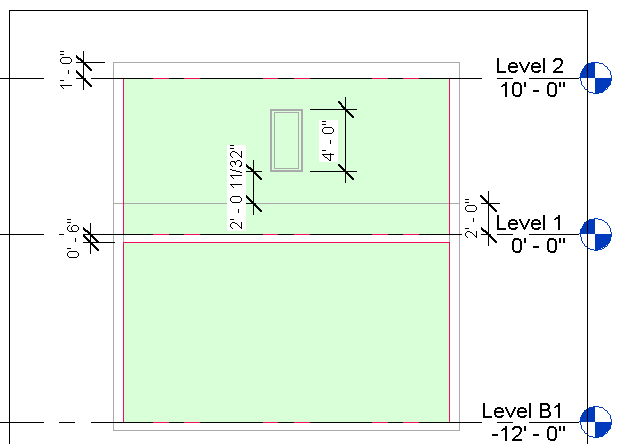 1' - 0"
Level 2
10' - 0"
4' - 0"
2' - 0 11/32"
2' - 0"
0' - 6"
Level 1
0' - 0"
Level B1
-12' - 0"